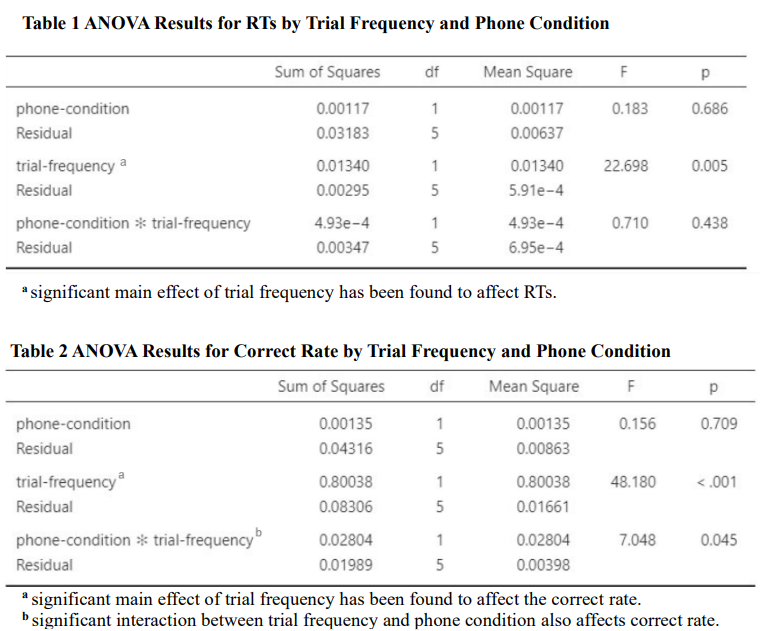 Table 1 ANOVA Results for RTs by Trial Frequency and Phone Condition
Sum of Squares df Mean Square F p
phone-condition 0.00117 1 0.00117 0.183 0.686
Residual 0.03183 5 0.00637
trial-frequency a 0.01340 1 0.01340 22.698 0.005
Residual 0.00295 5 5.91e−4
phone-condition ✻ trial-frequency 4.93e−4 1 4.93e−4 0.710 0.438
Residual 0.00347 5 6.95e−4
a significant main effect of trial frequency has been found to affect RTs.
Table 2 ANOVA Results for Correct Rate by Trial Frequency and Phone Condition
Sum of Squares df Mean Square F p
phone-condition 0.00135 1 0.00135 0.156 0.709
Residual 0.04316 5 0.00863
trial-frequency a 0.80038 1 0.80038 48.180 < .001
Residual 0.08306 5 0.01661
phone-condition ✻ trial-frequency b 0.02804 1 0.02804 7.048 0.045
Residual 0.01989 5 0.00398
a significant main effect of trial frequency has been found to affect the correct rate.
b significant interaction between trial frequency and phone condition also affects correct rate.